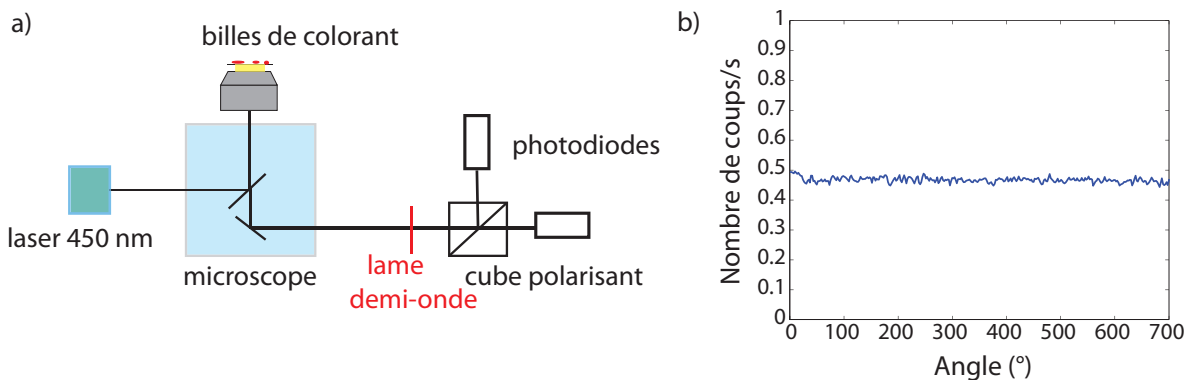 a)
billes de colorant
photodiodes
laser 450 nm
microscope
lame
demi-onde
cube polarisant
b)
Nombre de coups/s
1
0.9
0.8
0.7
0.6
0.5
0.4
0.3
0.2
0.1
0
0 100 200 300 400 500 600 700
Angle (°)